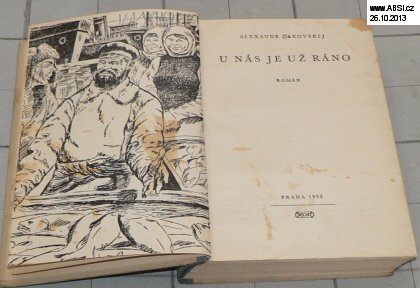 www.ABSI.cz
26.10.2013
ALEXANDR ČAKOVSKIJ
U NÁS JE UŽ RÁNO
ROMÁN
PRAHA 1952